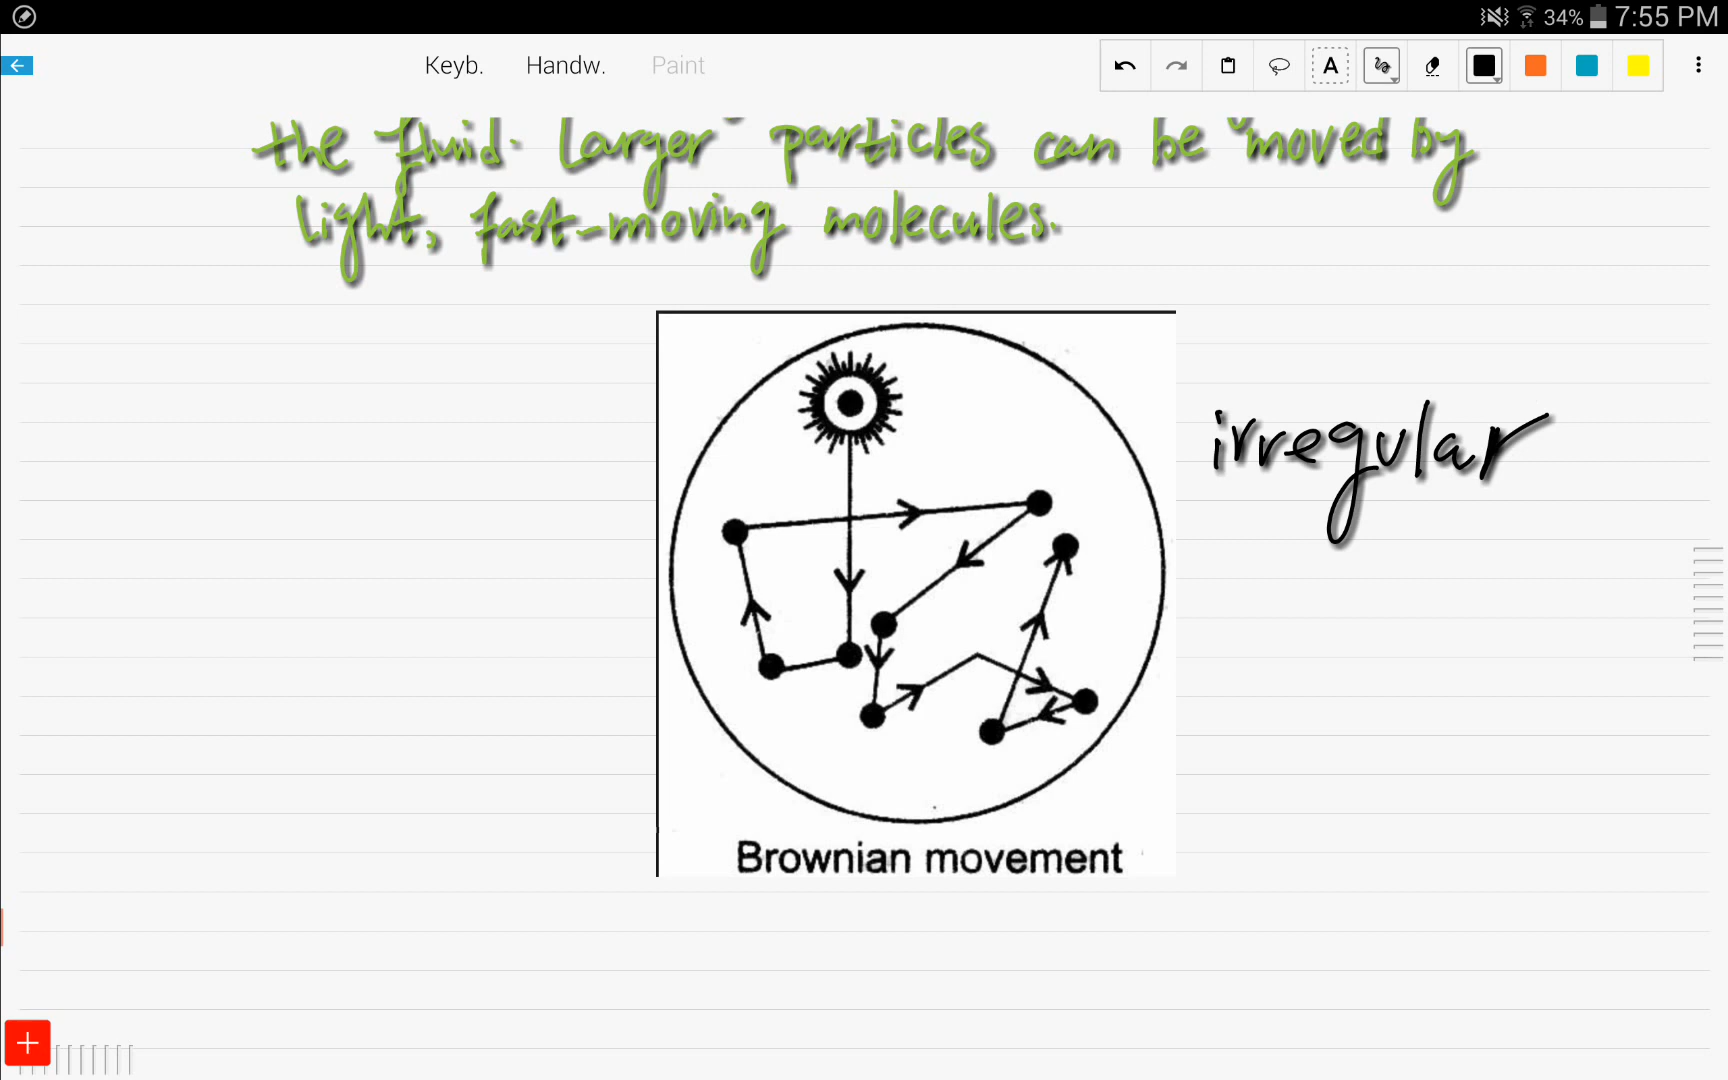 34% 7:55 PM
Keyb. Handw. Paint A
the fluid. Larger particles can be moved by
light, fast-moving molecules.
irregular
Brownian movement